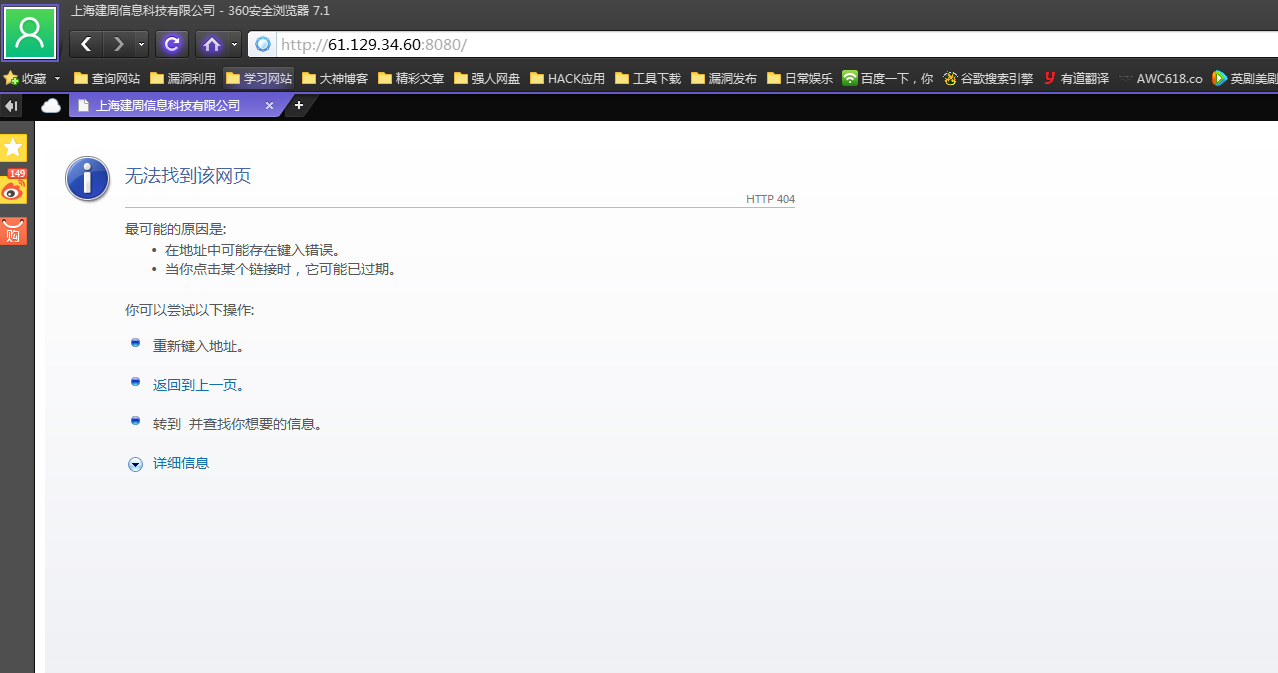 上海建周信息科技有限公司 - 360安全浏览器 7.1
http://61.129.34.60:8080/
收藏 查询网站 漏洞利用 学习网站 大神博客 精彩文章 强人网盘 HACK应用 工具下载 漏洞发布 日常娱乐 百度一下，你 谷歌搜索引擎 有道翻译 AWC618.co 英剧美剧
上海建周信息科技有限公司 × +
149
购
无法找到该网页
HTTP 404
最可能的原因是:
• 在地址中可能存在键入错误。
• 当你点击某个链接时，它可能已过期。
你可以尝试以下操作:
重新键入地址。
返回到上一页。
转到 并查找你想要的信息。
详细信息